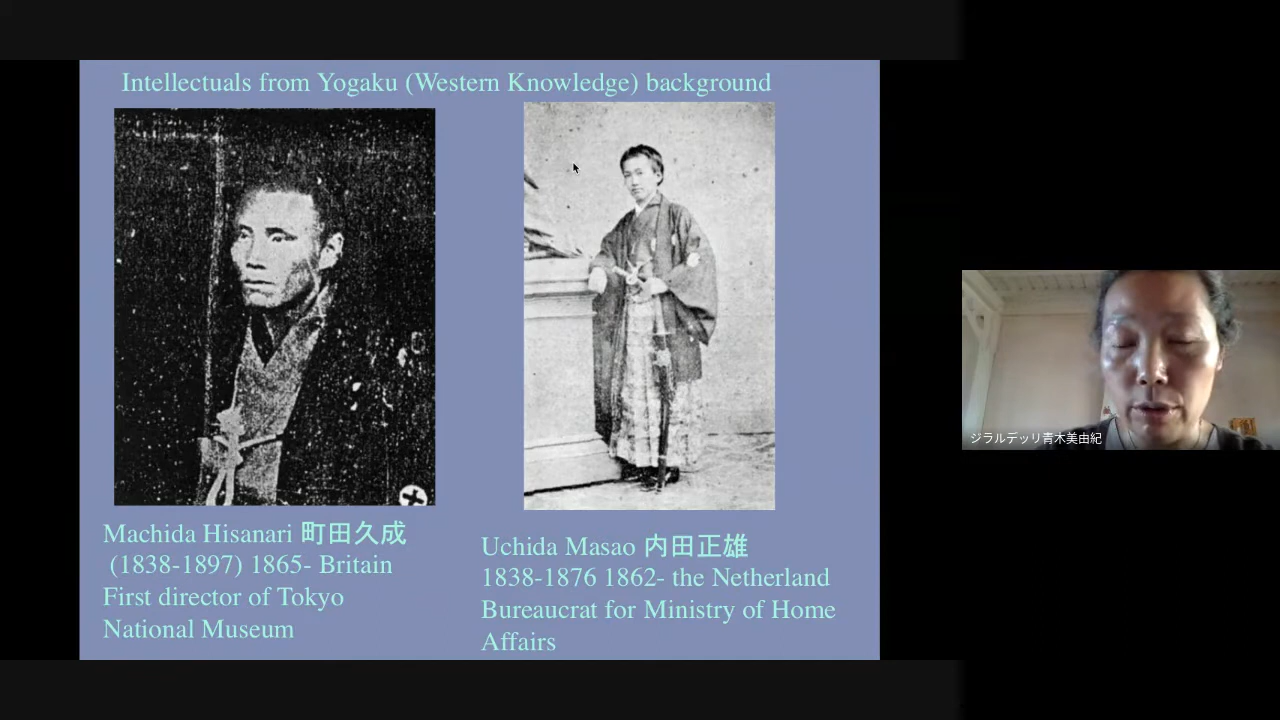 Intellectuals from Yogaku (Western Knowledge) background
Machida Hisanari 町田久成
(1838-1897) 1865- Britain
First director of Tokyo
National Museum
Uchida Masao 内田正雄
1838-1876 1862- the Netherland
Bureaucrat for Ministry of Home
Affairs
ジラルデッリ青木美由紀